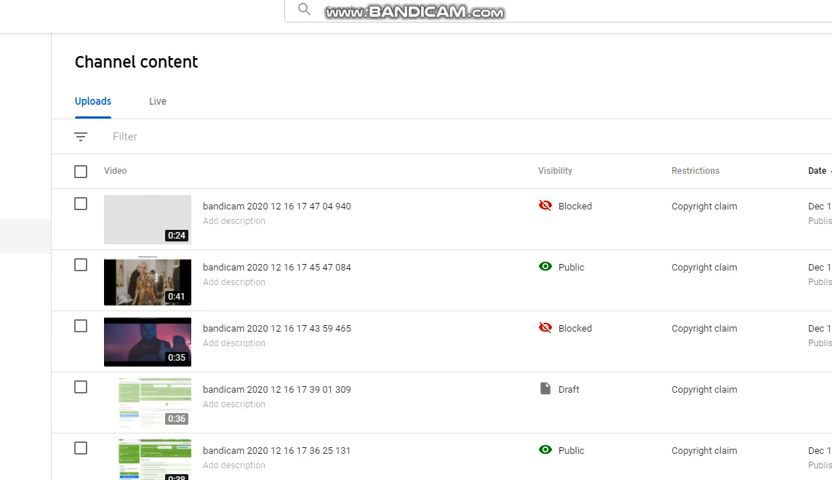 www.BANDICAM.com
Channel content
Uploads Live
Filter
Video Visibility Restrictions Date
bandicam 2020 12 16 17 47 04 940 Blocked Copyright claim Dec 1
Add description Publis
0:24
bandicam 2020 12 16 17 45 47 084 Public Copyright claim Dec 1
Add description Publis
0:41
bandicam 2020 12 16 17 43 59 465 Blocked Copyright claim Dec 1
Add description Publis
0:35
bandicam 2020 12 16 17 39 01 309 Draft Copyright claim
Add description
0:36
bandicam 2020 12 16 17 36 25 131 Public Copyright claim Dec 1
Add description Publis